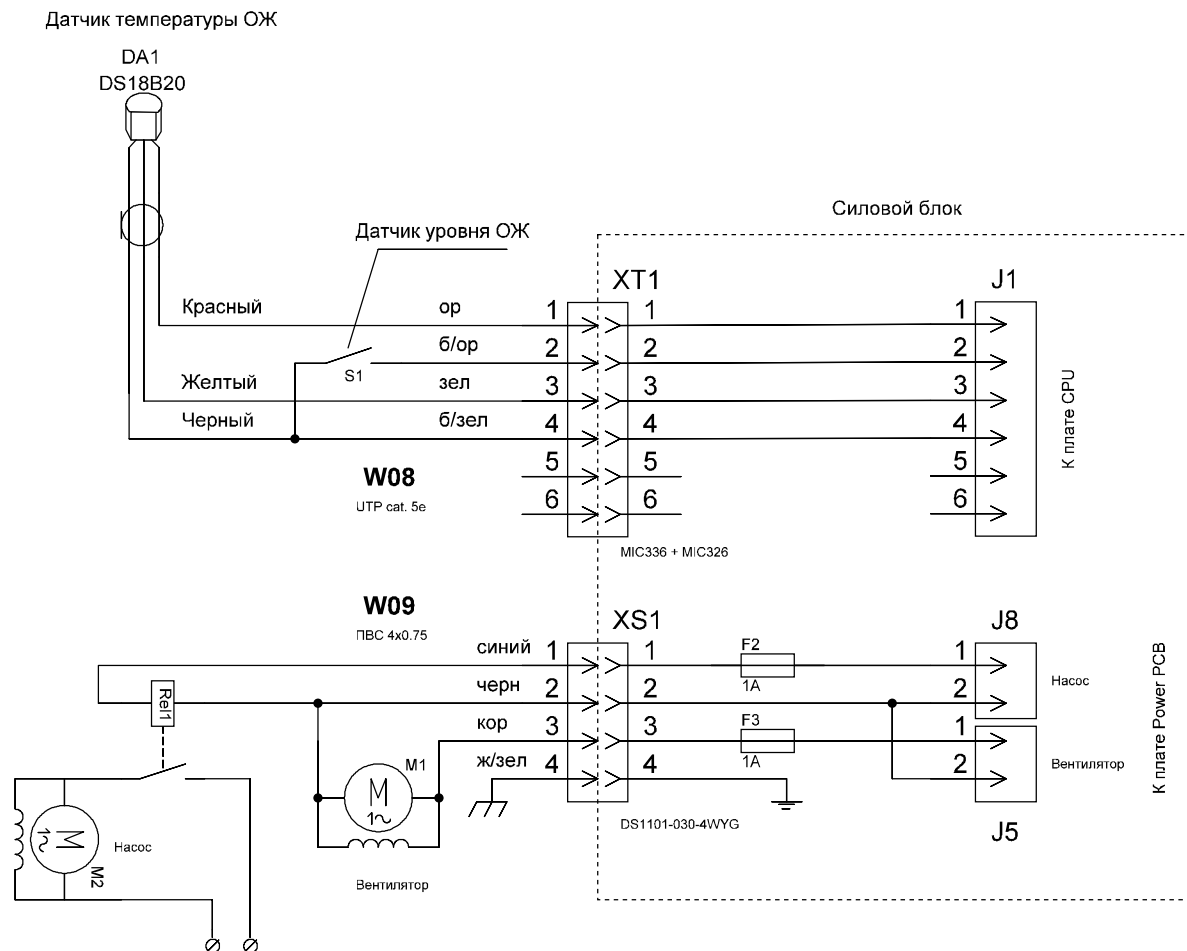 Датчик температуры ОЖ
DA1
DS18B20
Силовой блок
Датчик уровня ОЖ
XT1
J1
Красный ор 1 1 1
б/ор 2 2 2
S1
Желтый зел 3 3 3
Черный б/зел 4 4 4
5 5 5
6 6 6
К плате CPU
W08
UTP cat. 5e
MIC336 + MIC326
W09
ПВС 4x0.75
XS1
J8
синий 1 1 F2 1A 1
черн 2 2 2
Насос
Rel1
кор 3 3 F3 1A 1
ж/зел 4 4 2
Вентилятор
К плате Power PCB
M1
M
1~
DS1101-030-4WYG
J5
M
1~
M2
Насос
Вентилятор